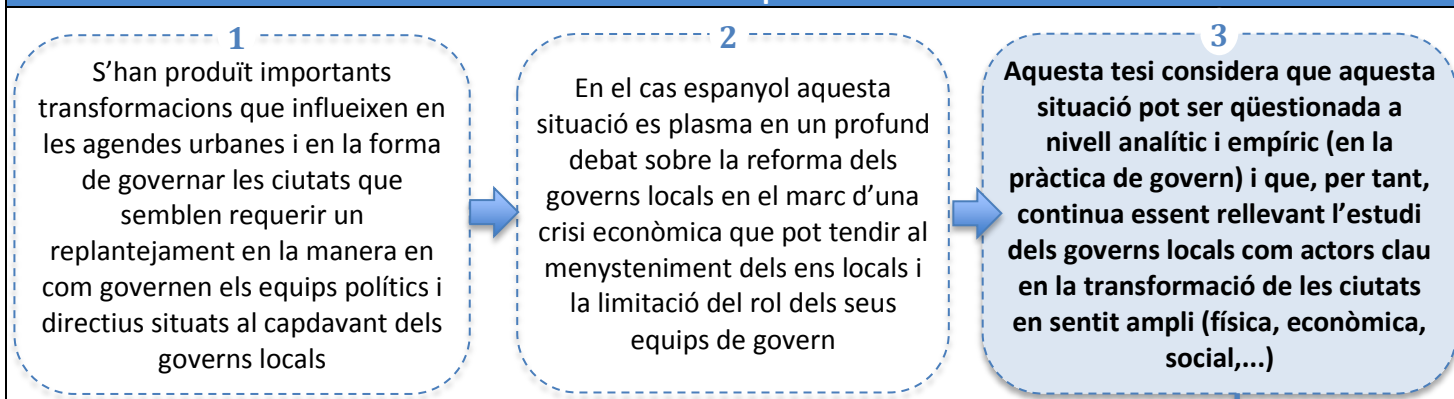 1
S’han produït importants
transformacions que influeixen en
les agendes urbanes i en la forma
de governar les ciutats que
semblen requerir un
replantejament en la manera en
com governen els equips polítics i
directius situats al capdavant dels
governs locals
2
En el cas espanyol aquesta
situació es plasma en un profund
debat sobre la reforma dels
governs locals en el marc d’una
crisi econòmica que pot tendir al
menysteniment dels ens locals i
la limitació del rol dels seus
equips de govern
3
Aquesta tesi considera que aquesta
situació pot ser qüestionada a
nivell analític i empíric (en la
pràctica de govern) i que, per tant,
continua essent rellevant l’estudi
dels governs locals com actors clau
en la transformació de les ciutats
en sentit ampli (física, econòmica,
social,...)